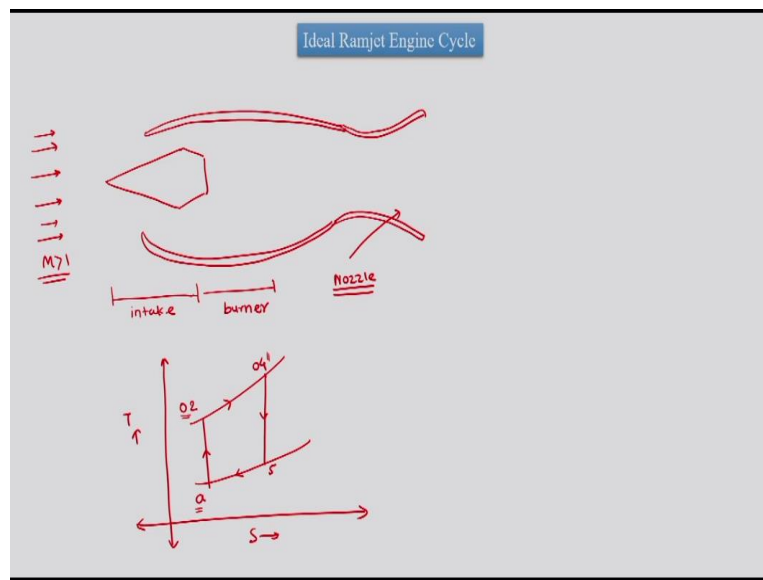 Ideal Ramjet Engine Cycle
M>1
intake
burner
Nozzle
04'
02
T
5
a
S